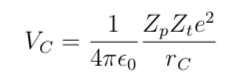 $V_C = \frac{1}{4\pi\epsilon_0} \frac{Z_p Z_t e^2}{r_C}$